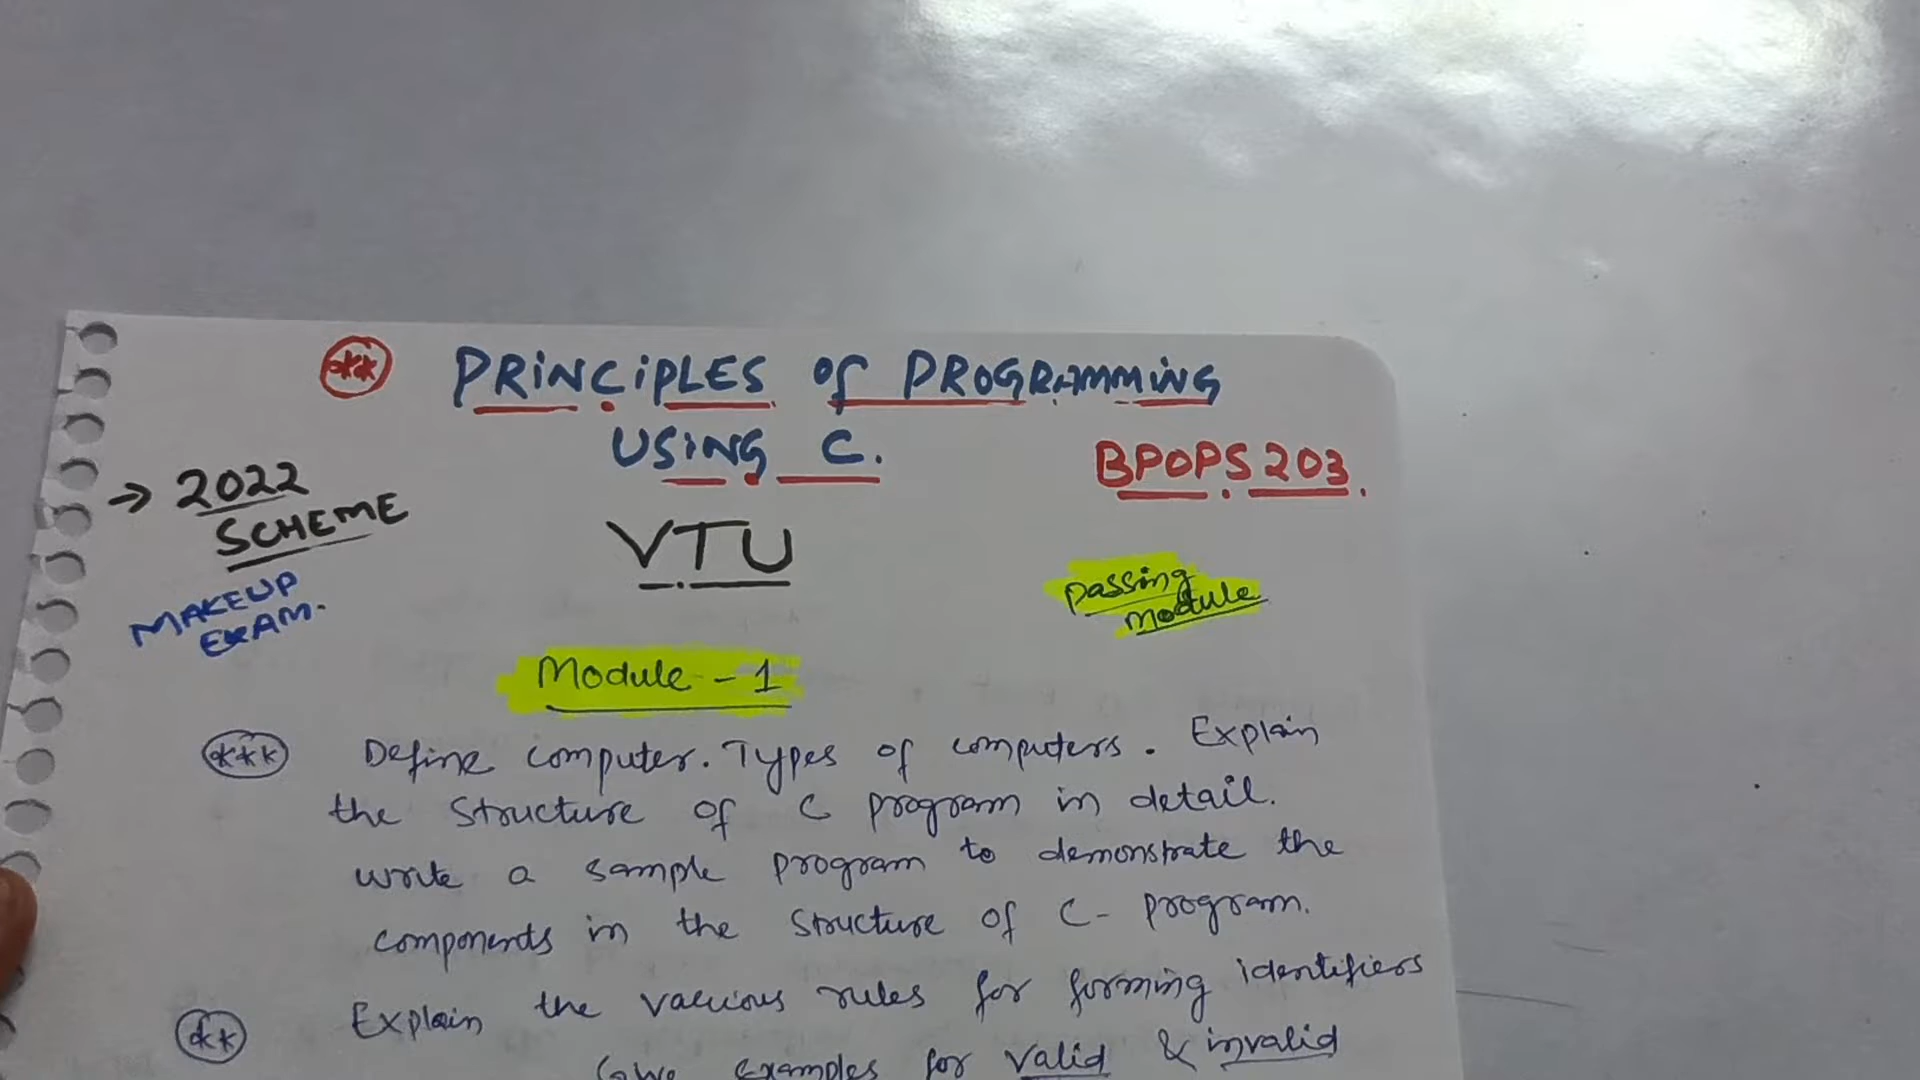 ** PRINCIPLES of PROGRAMMING
USING C.
BPOPS203.
→ 2022
SCHEME
VTU
MAKEUP
EXAM.
passing
module
Module - 1
*** Define computer. Types of computers. Explain
the structure of C program in detail.
write a sample program to demonstrate the
components in the structure of C- program.
** Explain the various rules for forming identifiers
Give examples for valid & invalid